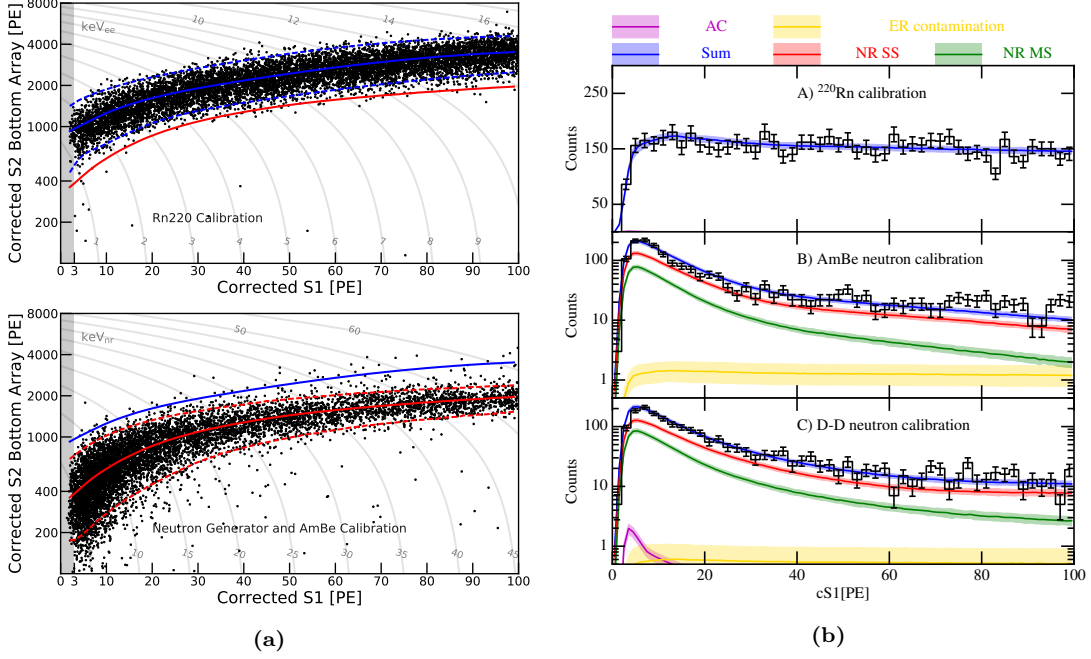 8000
4000
2000
1000
400
200
Corrected S2 Bottom Array [PE]
keV_ee
10
12
14
16
Rn220 Calibration
1
2
3
4
5
6
7
8
9
0 3 10 20 30 40 50 60 70 80 90 100
Corrected S1 [PE]
8000
4000
2000
1000
400
200
Corrected S2 Bottom Array [PE]
keV_nr
50
60
Neutron Generator and AmBe Calibration
10
15
20
25
30
35
40
45
0 3 10 20 30 40 50 60 70 80 90 100
Corrected S1 [PE]
(a)
AC
ER contamination
Sum
NR SS
NR MS
A) ²²⁰Rn calibration
250
150
50
Counts
B) AmBe neutron calibration
100
10
1
Counts
C) D-D neutron calibration
100
10
1
Counts
0 20 40 60 80 100
cS1[PE]
(b)